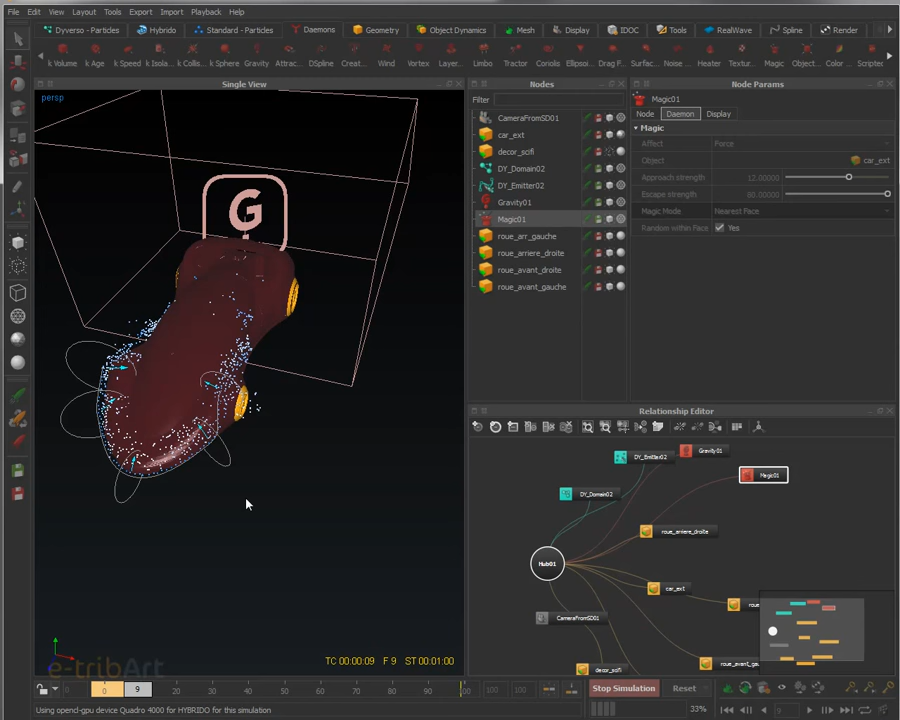 File Edit View Layout Tools Export Import Playback Help
Dyverso - Particles Hybrido Standard - Particles Daemons Geometry Object Dynamics Mesh Display IDOC Tools RealWave Spline Render
k Volume k Age k Speed k Isola... k Collis... k Sphere Gravity Attrac... DSpline Creat... Wind Vortex Layer... Limbo Tractor Coriolis Ellipsoi... Drag F... Surfac... Noise ... Heater Textur... Magic Object... Color ... Scripted
Single View
persp
G
TC 00:00:09 F 9 ST 00:01:00
e-tribArt
Nodes
Filter
CameraFromSD01
car_ext
decor_scifi
DY_Domain02
DY_Emitter02
Gravity01
Magic01
roue_arr_gauche
roue_arriere_droite
roue_avant_droite
roue_avant_gauche
Node Params
Magic01
Node Daemon Display
Magic
Affect Force
Object car_ext
Approach strength 12.00000
Escape strength 80.00000
Magic Mode Nearest Face
Random within Face Yes
Relationship Editor
DY_Emitter02
Gravity01
Magic01
DY_Domain02
roue_arriere_droite
Hub01
car_ext
CameraFromSD01
decor_scifi
0 0 9 20 30 40 50 60 70 80 90 100 100
Stop Simulation Reset
Using opencl-gpu device Quadro 4000 for HYBRIDO for this simulation
33% 9